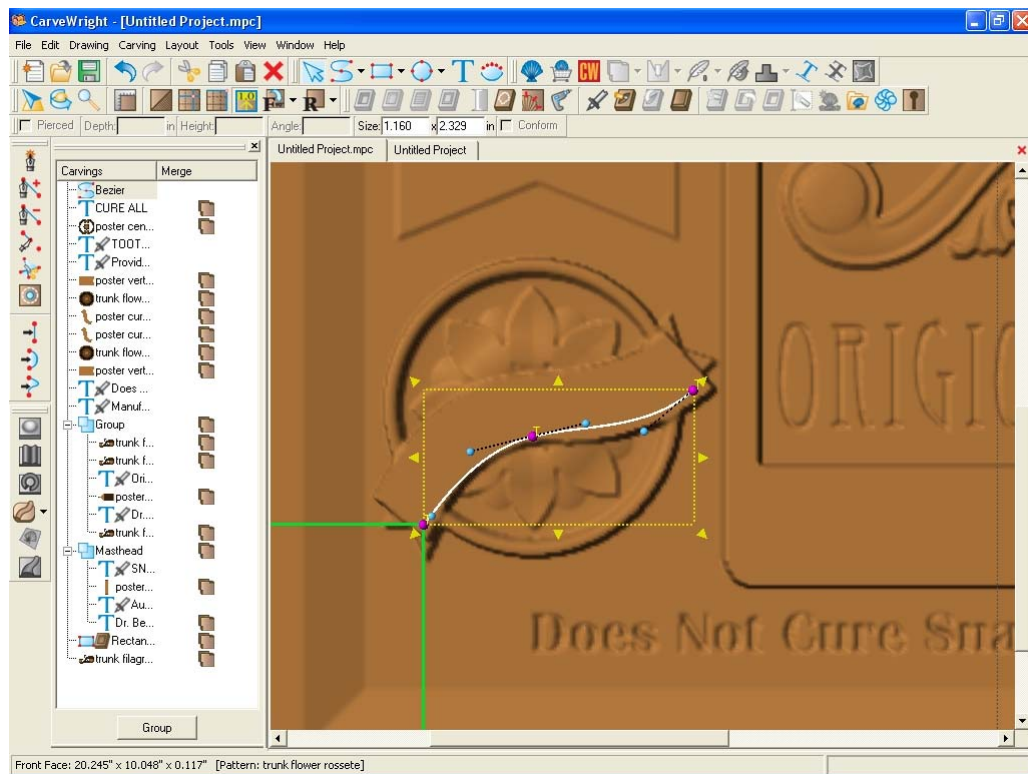 CarveWright - [Untitled Project.mpc]
File Edit Drawing Carving Layout Tools View Window Help
Pierced Depth: in Height: Angle: Size: 1.160 x 2.329 in Conform
Untitled Project.mpc Untitled Project
Carvings Merge
Bezier
CURE ALL
poster cen...
TOOT...
Provid...
poster vert...
trunk flow...
poster cur...
poster cur...
trunk flow...
poster vert...
Does ...
Manuf...
Group
trunk f...
trunk f...
Ori...
poster...
Dr....
trunk f...
Masthead
SN...
poster...
Au...
Dr. Be...
Rectan...
trunk filagr...
Group
ORIGI
Does Not Cure Sna
Front Face: 20.245" x 10.048" x 0.117" [Pattern: trunk flower rossete]